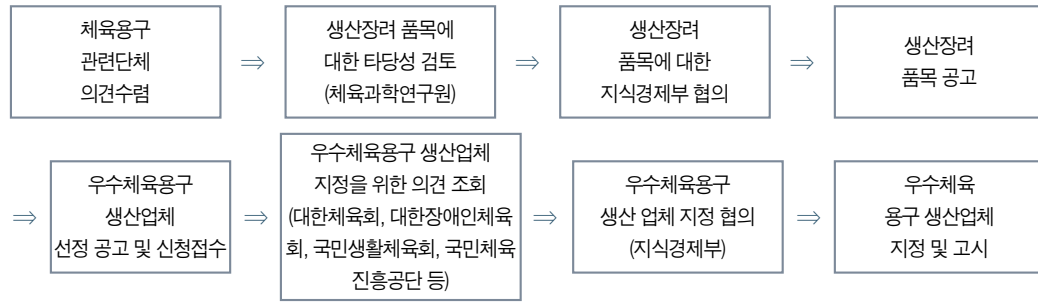 체육용구
관련단체
의견수렴
⇒
생산장려 품목에
대한 타당성 검토
(체육과학연구원)
⇒
생산장려
품목에 대한
지식경제부 협의
⇒
생산장려
품목 공고
⇒
우수체육용구
생산업체
선정 공고 및 신청접수
⇒
우수체육용구 생산업체
지정을 위한 의견 조회
(대한체육회, 대한장애인체육
회, 국민생활체육회, 국민체육
진흥공단 등)
⇒
우수체육용구
생산 업체 지정 협의
(지식경제부)
⇒
우수체육
용구 생산업체
지정 및 고시